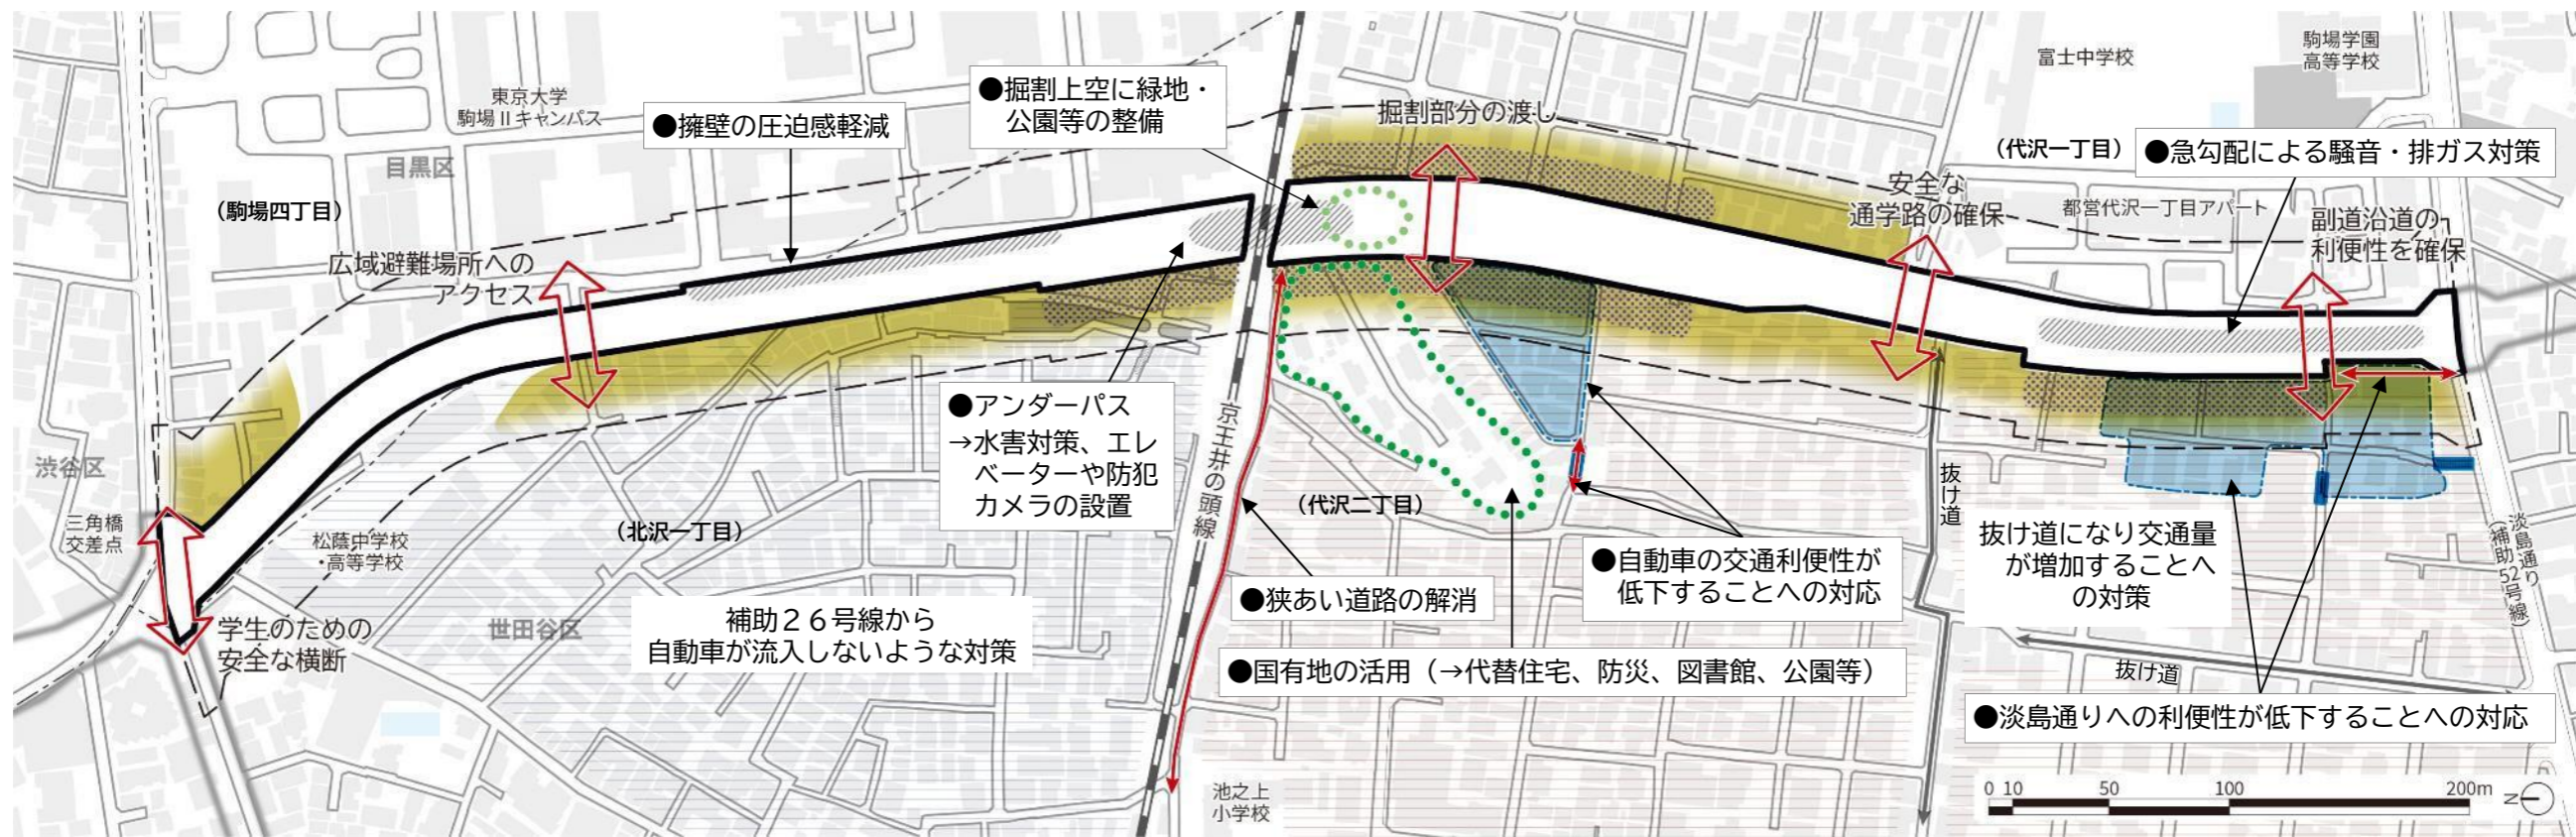 東京大学
駒場Ⅱキャンパス
目黒区
（駒場四丁目）
●擁壁の圧迫感軽減
●掘割上空に緑地・
公園等の整備
掘割部分の渡し
富士中学校
駒場学園
高等学校
（代沢一丁目）
●急勾配による騒音・排ガス対策
安全な
通学路の確保
都営代沢一丁目アパート
副道沿道の
利便性を確保
広域避難場所への
アクセス
渋谷区
三角橋
交差点
松蔭中学校
・高等学校
学生のための
安全な横断
世田谷区
（北沢一丁目）
補助２６号線から
自動車が流入しないような対策
●アンダーパス
→水害対策、エレ
ベーターや防犯
カメラの設置
京王井の頭線
（代沢二丁目）
●狭あい道路の解消
●国有地の活用（→代替住宅、防災、図書館、公園等）
●自動車の交通利便性が
低下することへの対応
抜け道
抜け道になり交通量
が増加することへ
の対策
抜け道
●淡島通りへの利便性が低下することへの対応
淡島通り
（補助52号線）
池之上
小学校
0 10 50 100 200m
N